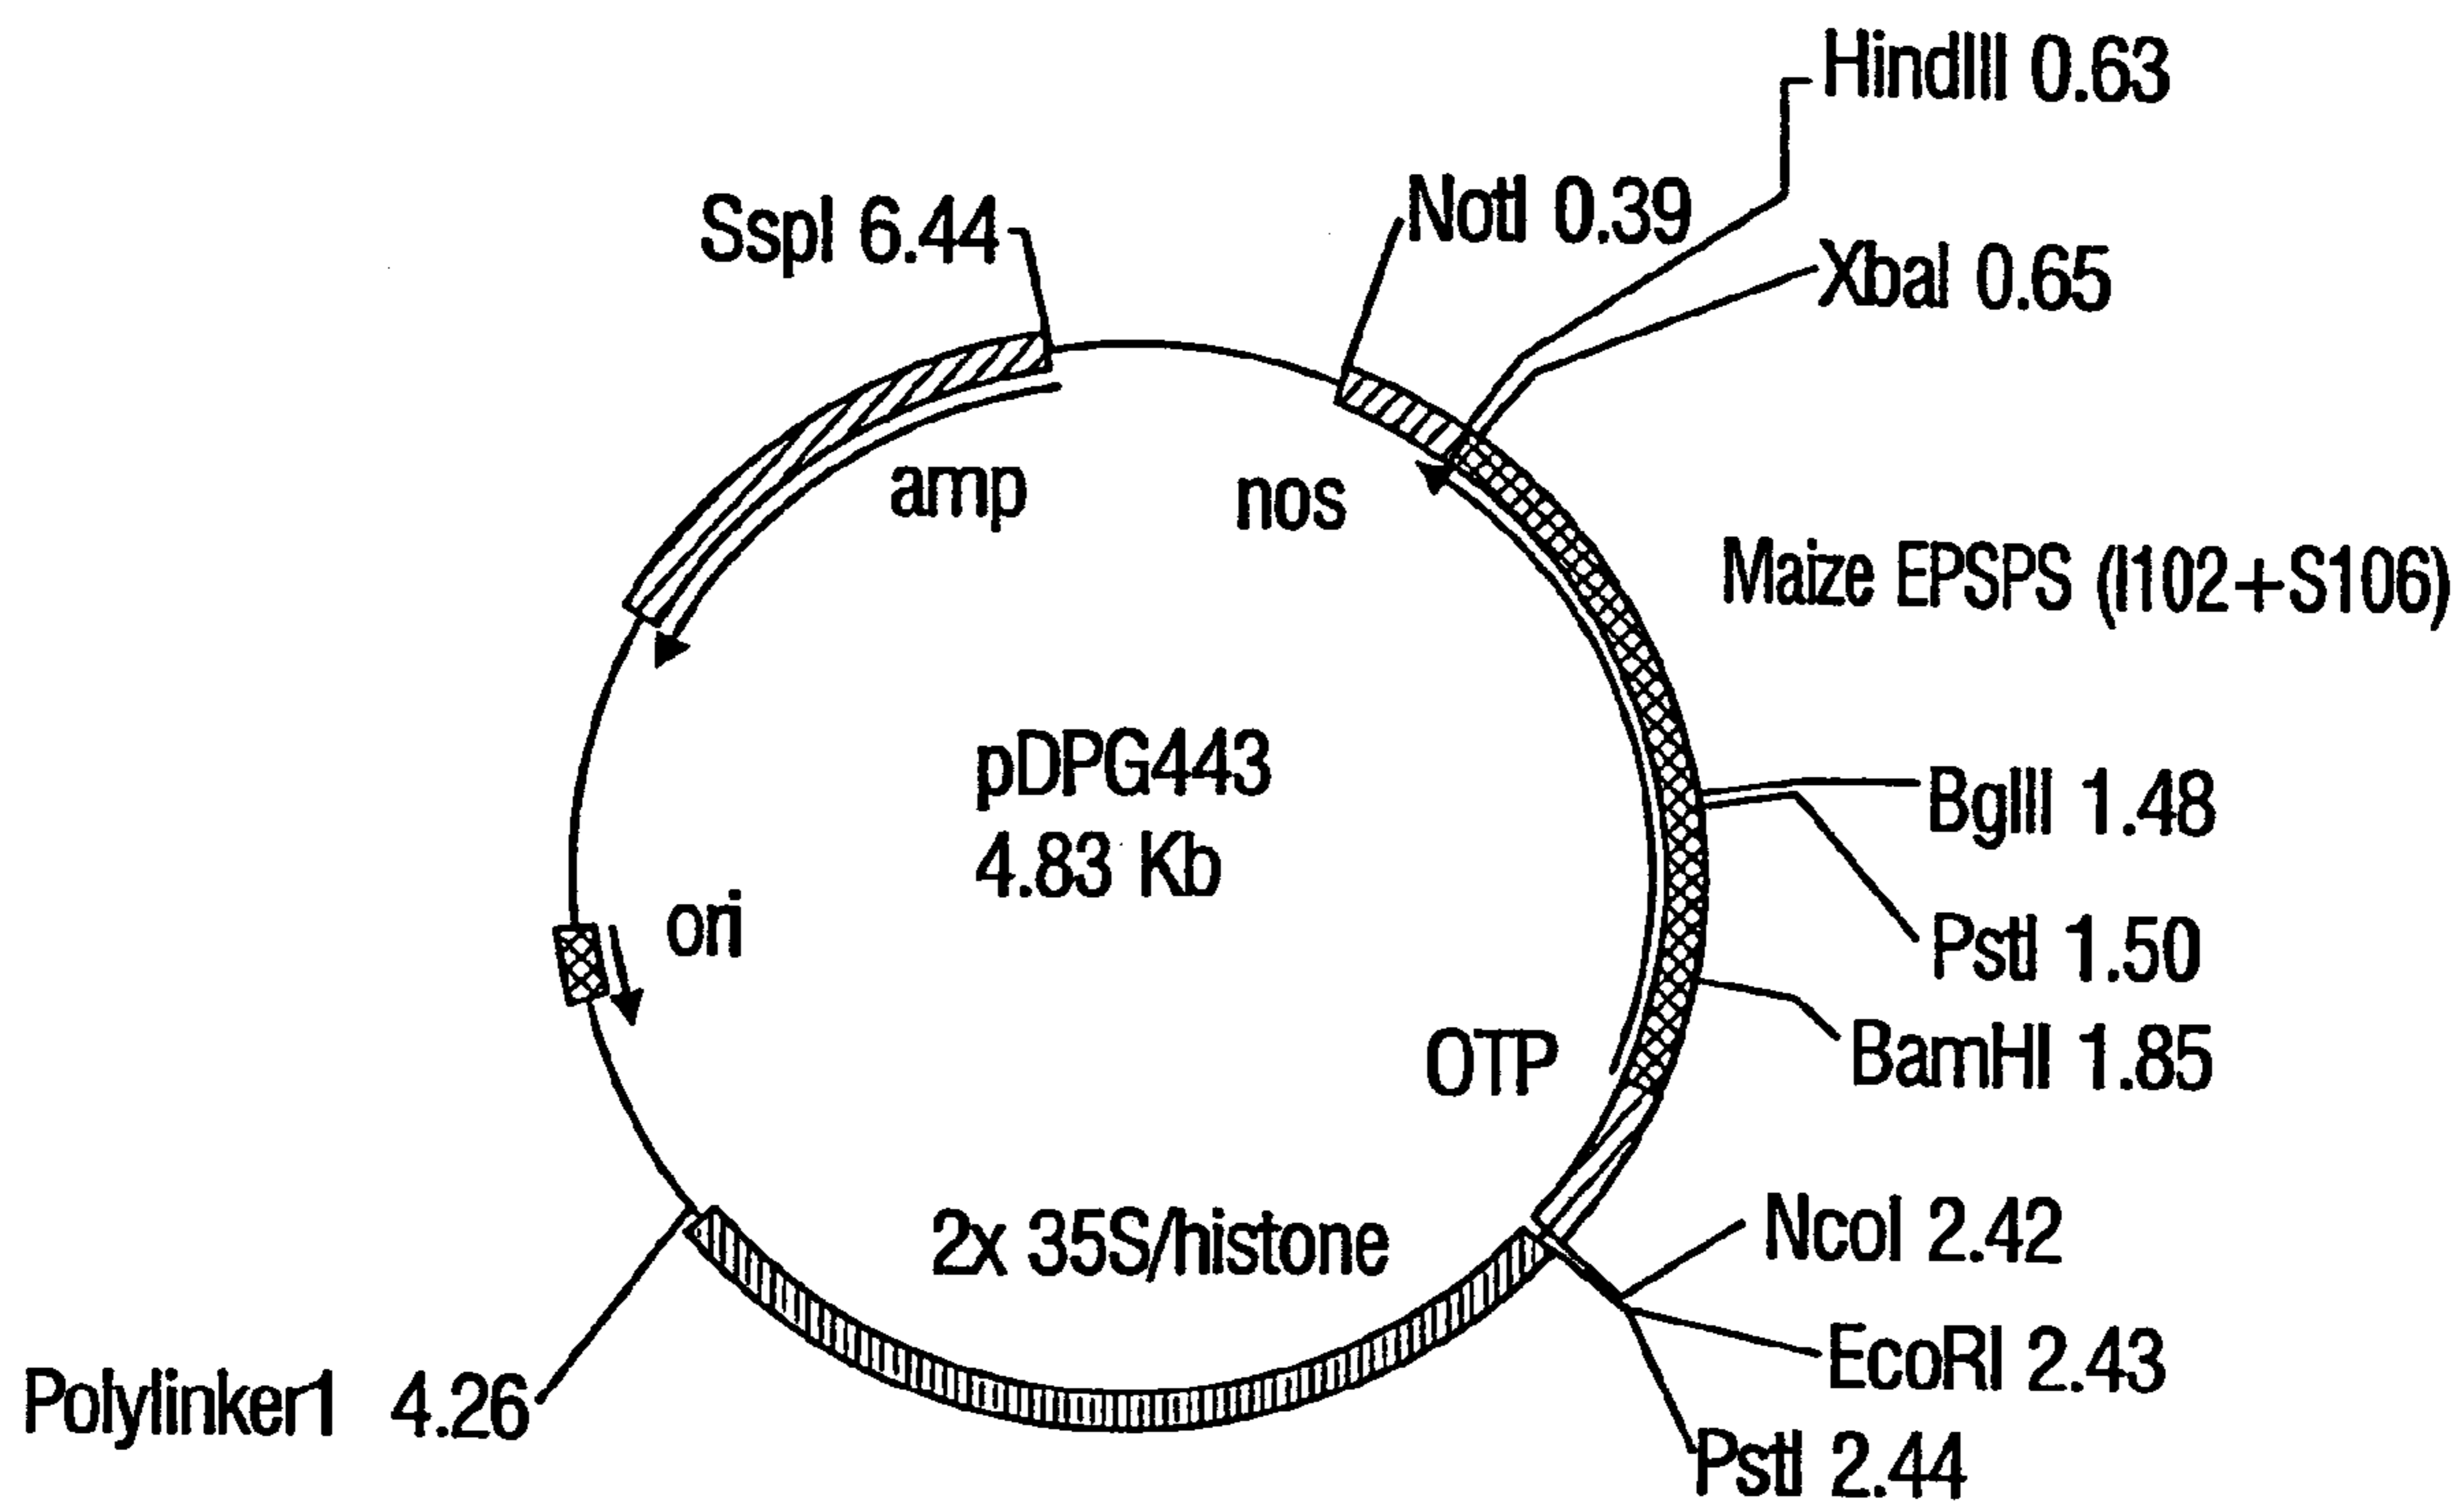 HindIII 0.63
NotI 0.39
SspI 6.44
XbaI 0.65
amp
nos
Maize EPSPS (I102+S106)
pDPG443
4.83 Kb
BglII 1.48
ori
PstI 1.50
OTP
BamHI 1.85
2x 35S/histone
NcoI 2.42
EcoRI 2.43
Polylinker1 4.26
PstI 2.44